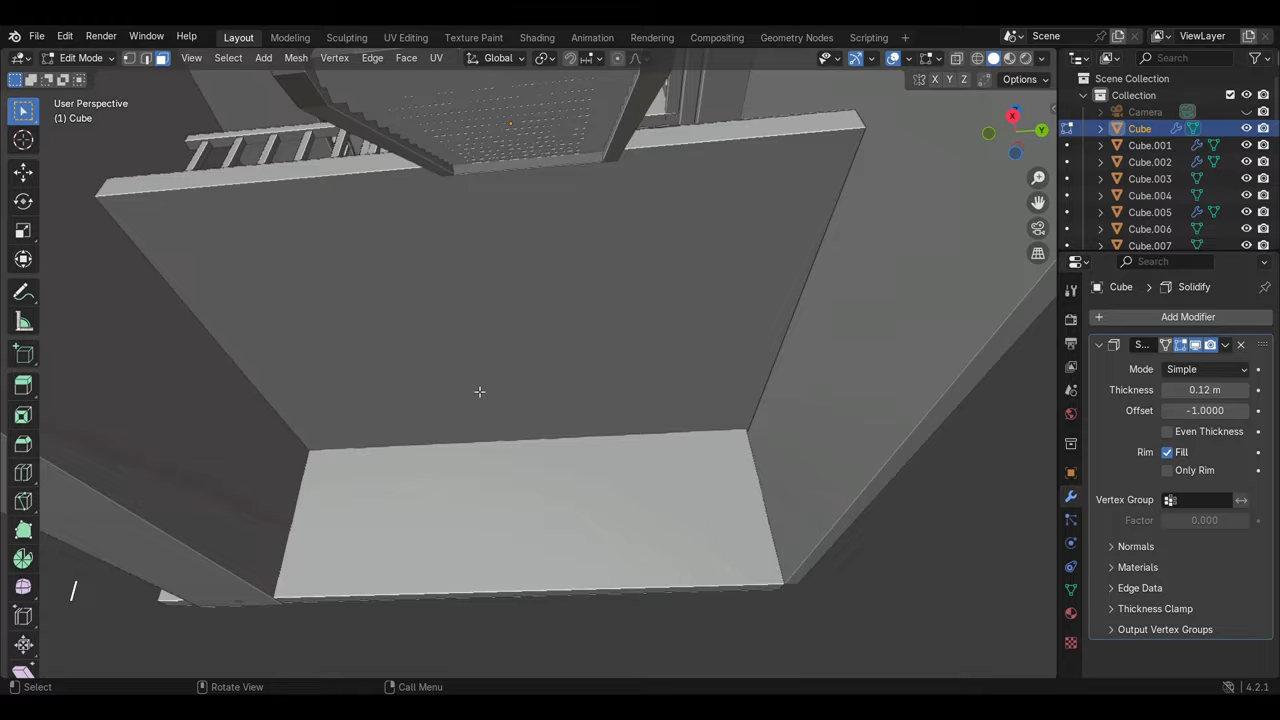 File Edit Render Window Help Layout Modeling Sculpting UV Editing Texture Paint Shading Animation Rendering Compositing Geometry Nodes Scripting + Scene ViewLayer
Edit Mode View Select Add Mesh Vertex Edge Face UV Global Search
X Y Z Options
Scene Collection
Collection
User Perspective
(1) Cube
Camera
Cube
Cube.001
Cube.002
Cube.003
Cube.004
Cube.005
Cube.006
Cube.007
X
Y
Search
Cube > Solidify
+ Add Modifier
S...
Mode Simple
Thickness 0.12 m
Offset -1.0000
Even Thickness
Rim Fill
Only Rim
Vertex Group
Factor 0.000
Normals
Materials
Edge Data
Thickness Clamp
Output Vertex Groups
/
Select Rotate View Call Menu 4.2.1